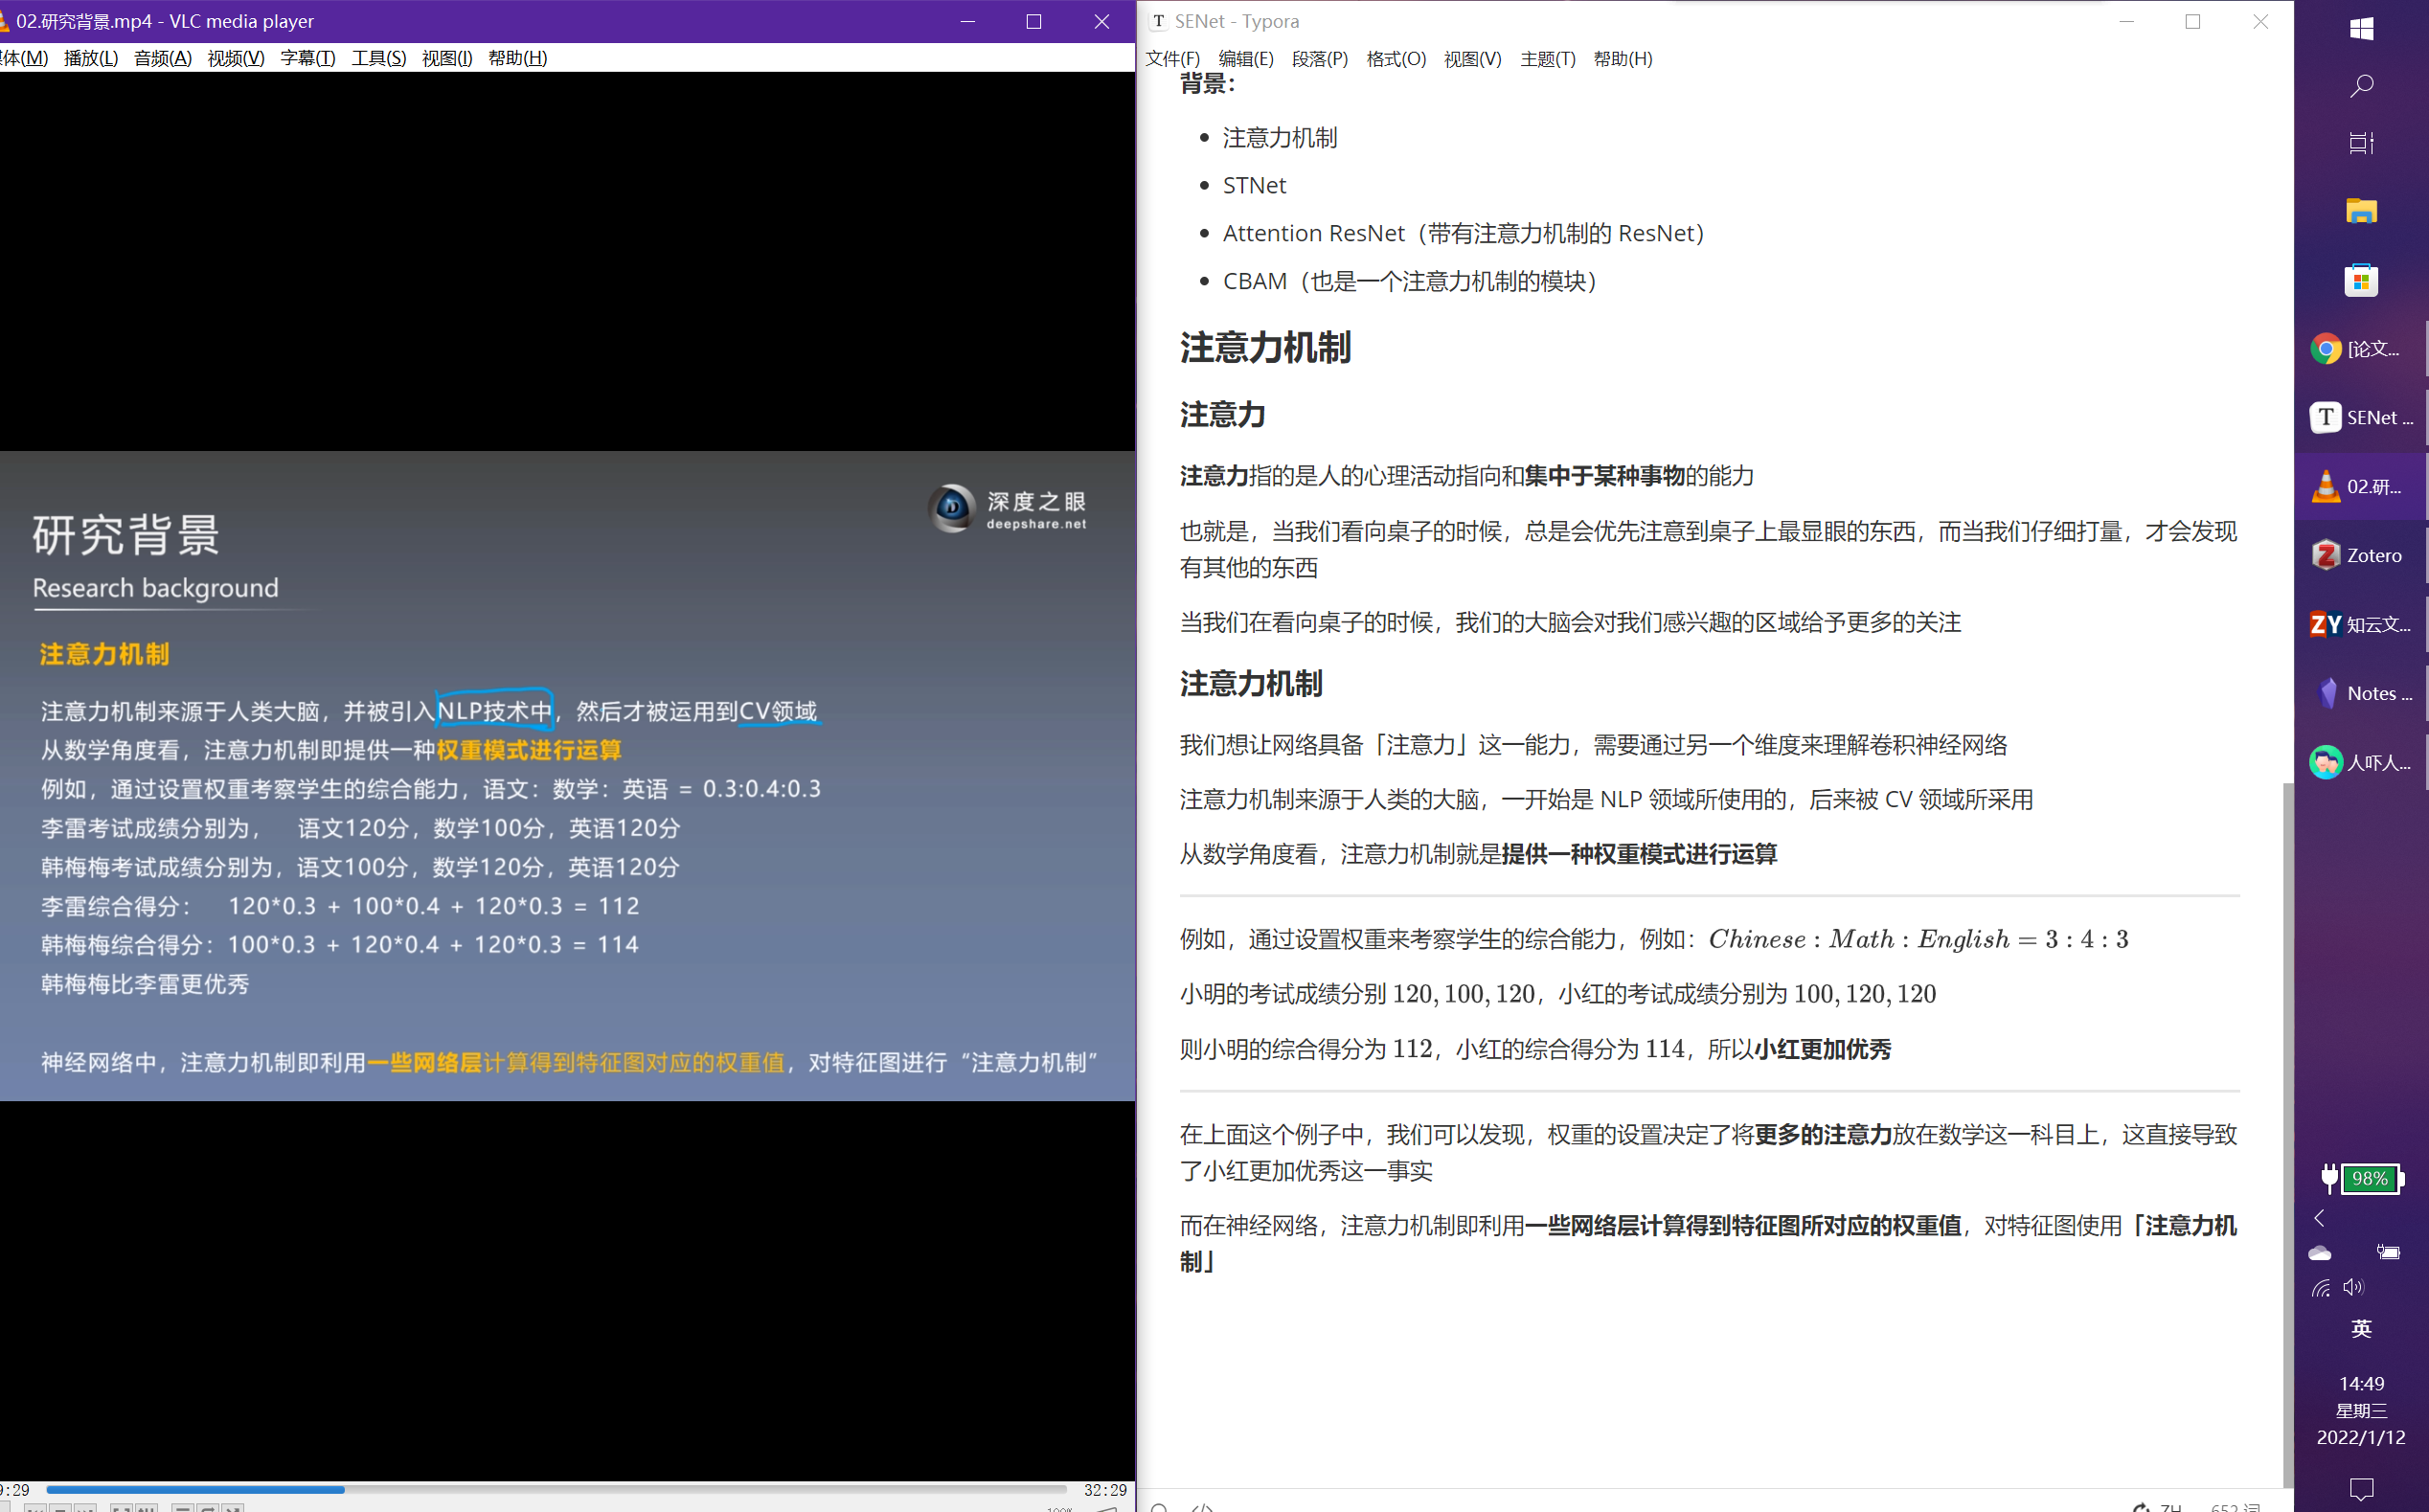 02.研究背景.mp4 - VLC media player
体(M) 播放(L) 音频(A) 视频(V) 字幕(T) 工具(S) 视图(I) 帮助(H)
深度之眼
deepshare.net
研究背景
Research background
注意力机制
注意力机制来源于人类大脑，并被引入NLP技术中，然后才被运用到CV领域
从数学角度看，注意力机制即提供一种权重模式进行运算
例如，通过设置权重考察学生的综合能力，语文：数学：英语 = 0.3:0.4:0.3
李雷考试成绩分别为， 语文120分，数学100分，英语120分
韩梅梅考试成绩分别为，语文100分，数学120分，英语120分
李雷综合得分： 120*0.3 + 100*0.4 + 120*0.3 = 112
韩梅梅综合得分：100*0.3 + 120*0.4 + 120*0.3 = 114
韩梅梅比李雷更优秀
神经网络中，注意力机制即利用一些网络层计算得到特征图对应的权重值，对特征图进行“注意力机制”
9:29
32:29
100%
T SENet - Typora
文件(F) 编辑(E) 段落(P) 格式(O) 视图(V) 主题(T) 帮助(H)
背景：
注意力机制
STNet
Attention ResNet（带有注意力机制的 ResNet）
CBAM（也是一个注意力机制的模块）
注意力机制
注意力
注意力指的是人的心理活动指向和集中于某种事物的能力
也就是，当我们看向桌子的时候，总是会优先注意到桌子上最显眼的东西，而当我们仔细打量，才会发现
有其他的东西
当我们在看向桌子的时候，我们的大脑会对我们感兴趣的区域给予更多的关注
注意力机制
我们想让网络具备「注意力」这一能力，需要通过另一个维度来理解卷积神经网络
注意力机制来源于人类的大脑，一开始是 NLP 领域所使用的，后来被 CV 领域所采用
从数学角度看，注意力机制就是提供一种权重模式进行运算
例如，通过设置权重来考察学生的综合能力，例如：Chinese : Math : English = 3 : 4 : 3
小明的考试成绩分别 120, 100, 120，小红的考试成绩分别为 100, 120, 120
则小明的综合得分为 112，小红的综合得分为 114，所以小红更加优秀
在上面这个例子中，我们可以发现，权重的设置决定了将更多的注意力放在数学这一科目上，这直接导致
了小红更加优秀这一事实
而在神经网络，注意力机制即利用一些网络层计算得到特征图所对应的权重值，对特征图使用「注意力机
制」
ZH 652 词
[论文...
T SENet ...
02.研...
Z Zotero
ZY 知云文...
Notes ...
人吓人...
98%
英
14:49
星期三
2022/1/12